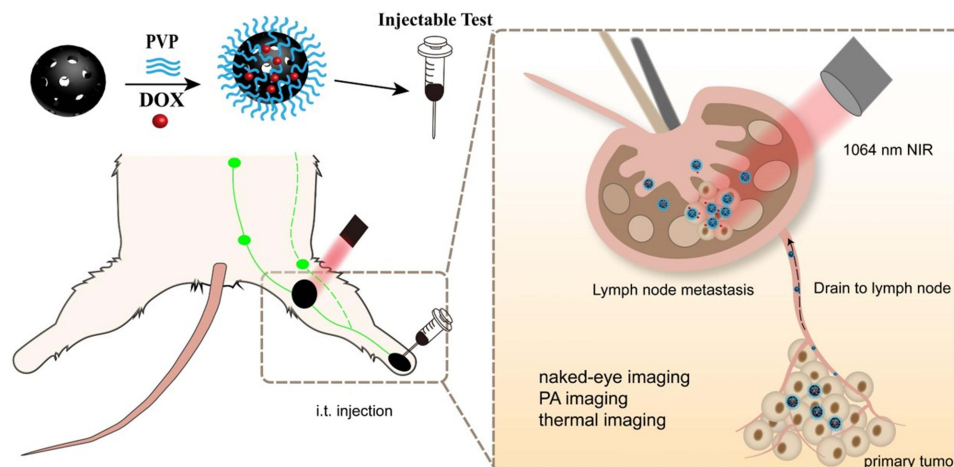 Injectable Test
PVP
DOX
1064 nm NIR
Lymph node metastasis
Drain to lymph node
naked-eye imaging
PA imaging
thermal imaging
i.t. injection
primary tumo